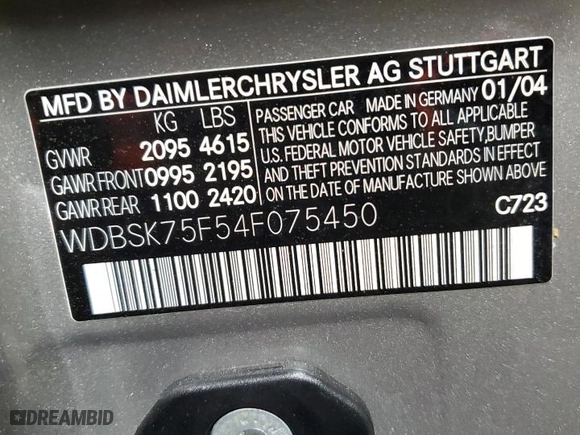 MFD BY DAIMLERCHRYSLER AG STUTTGART
KG LBS
GVWR 2095 4615
GAWR FRONT 0995 2195
GAWR REAR 1100 2420
PASSENGER CAR MADE IN GERMANY 01/04
THIS VEHICLE CONFORMS TO ALL APPLICABLE
U.S. FEDERAL MOTOR VEHICLE SAFETY, BUMPER
AND THEFT PREVENTION STANDARDS IN EFFECT
ON THE DATE OF MANUFACTURE SHOWN ABOVE
WDBSK75F54F075450 C723
DREAMBID